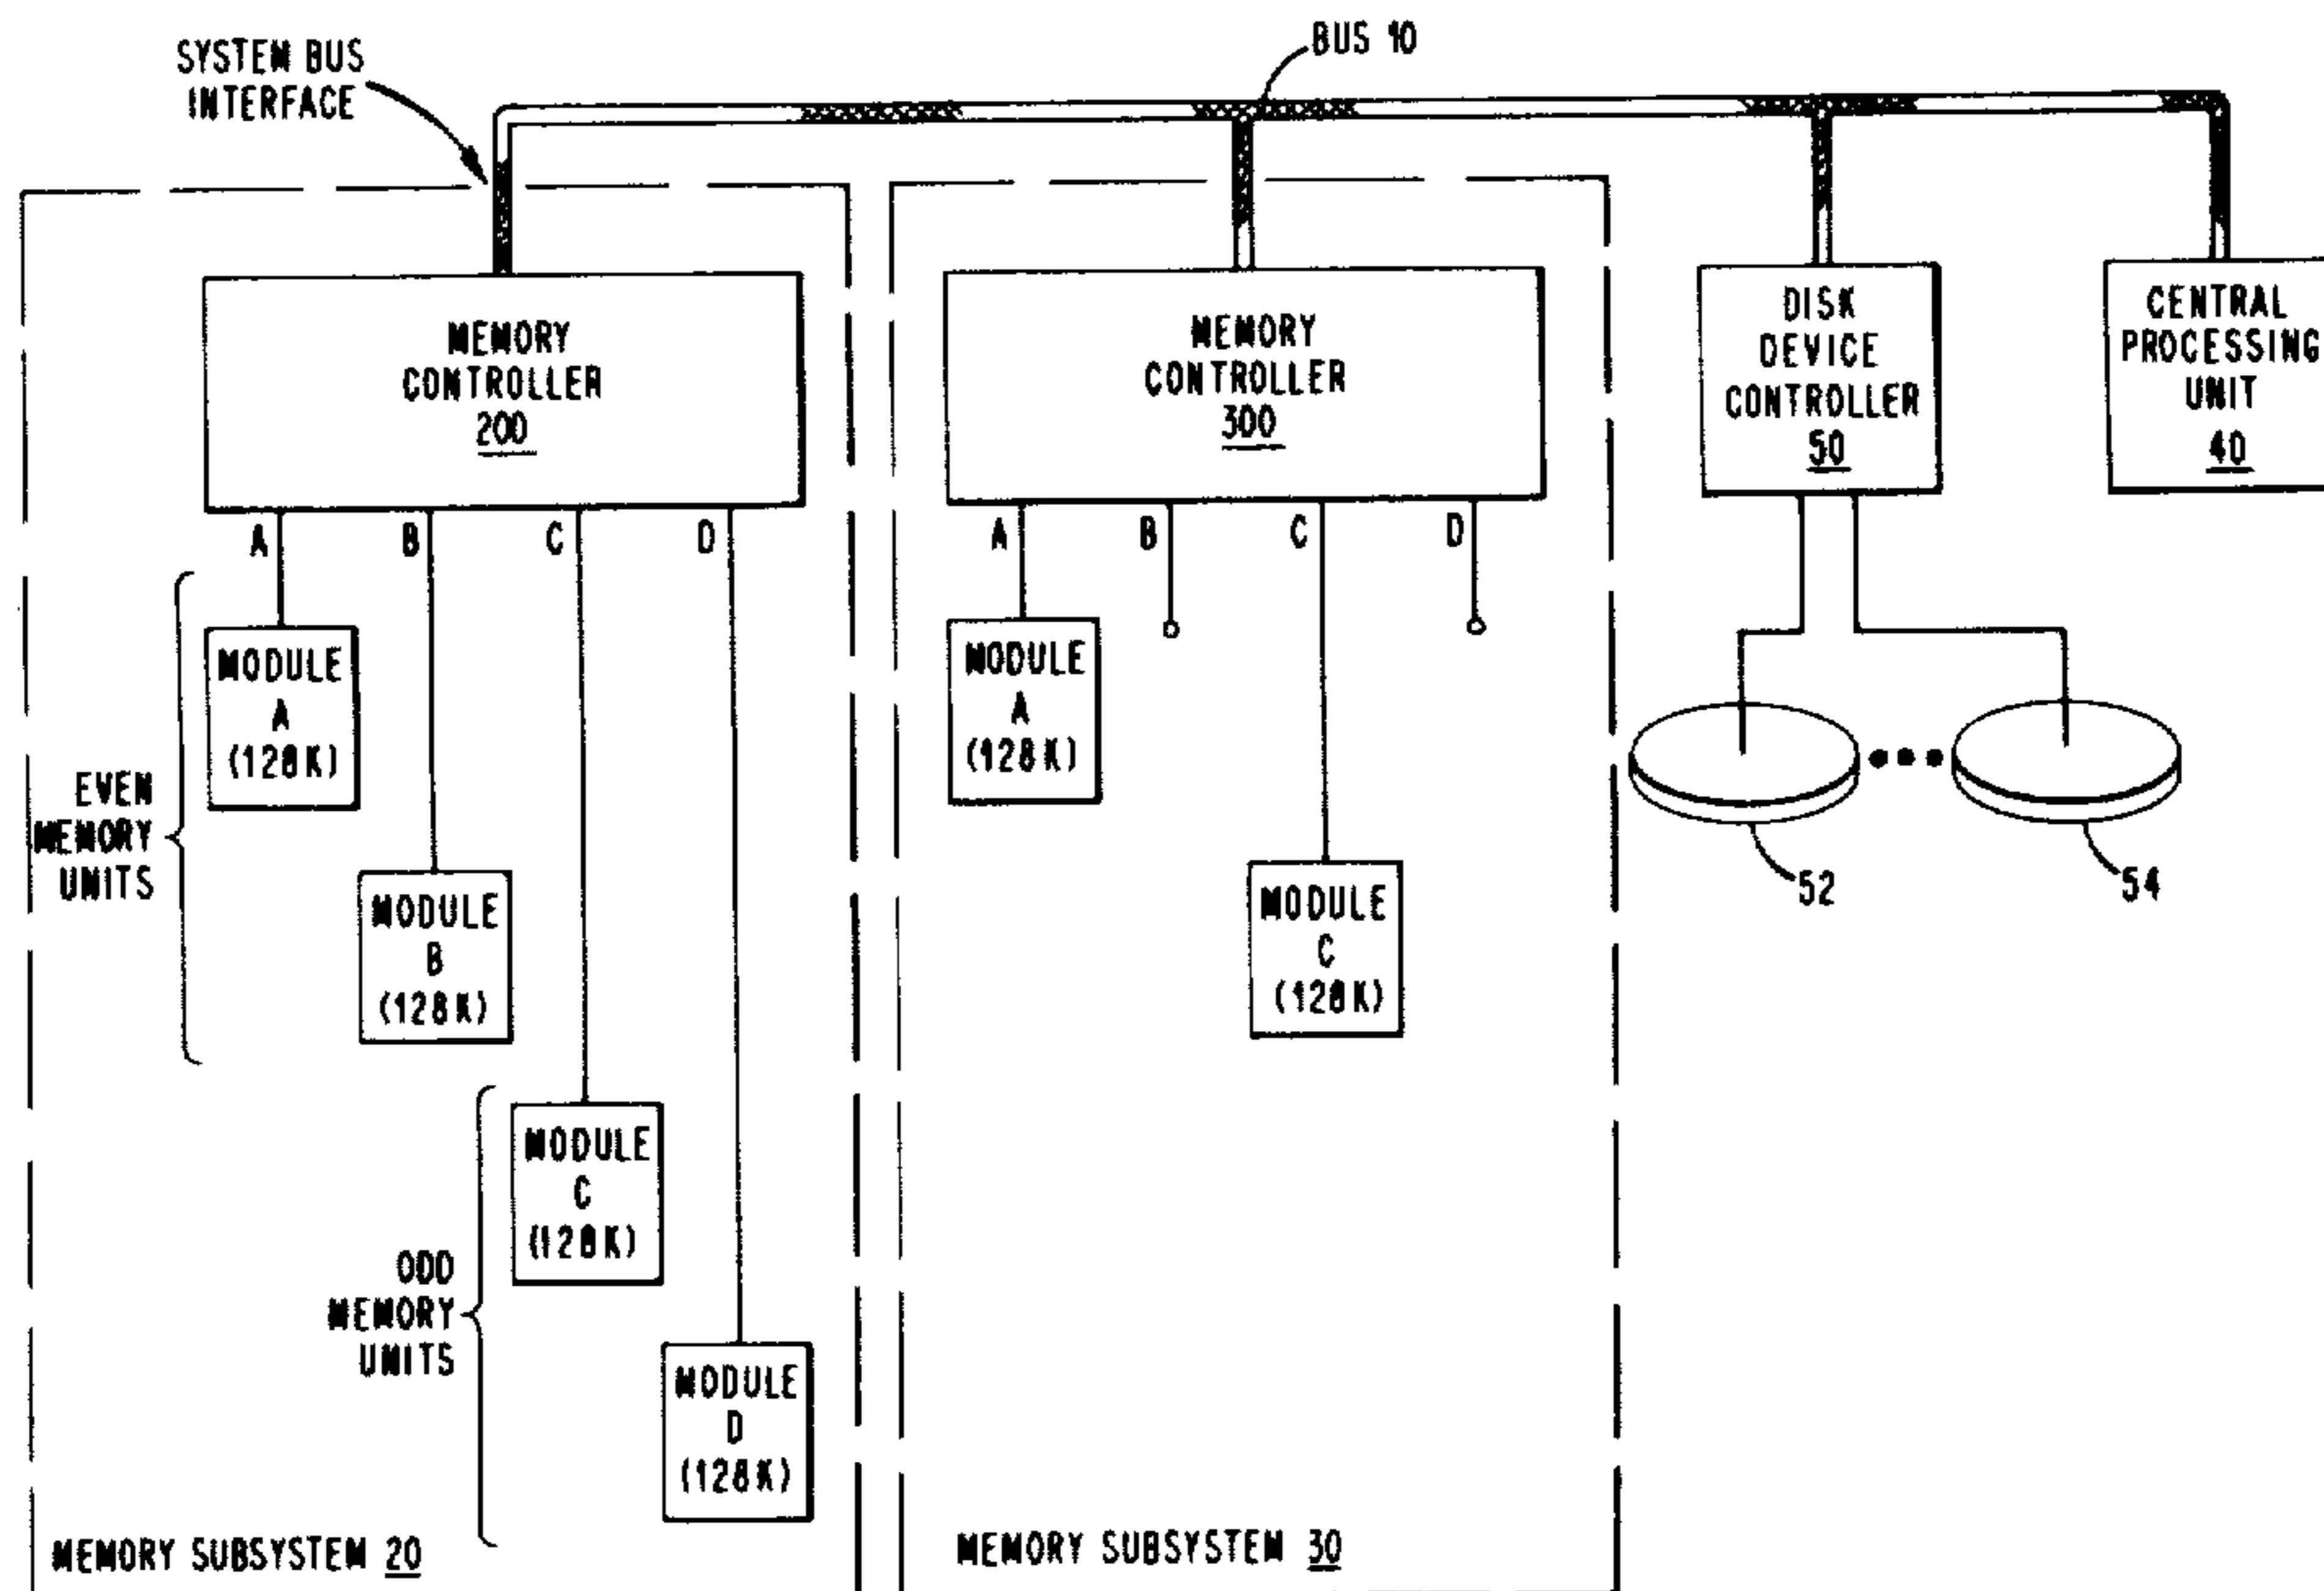 SYSTEM BUS
INTERFACE
BUS 10
MEMORY
CONTROLLER
200
MEMORY
CONTROLLER
300
DISK
DEVICE
CONTROLLER
50
CENTRAL
PROCESSING
UNIT
40
A
B
C
D
A
B
C
D
EVEN
MEMORY
UNITS
MODULE
A
(128K)
MODULE
B
(128K)
ODD
MEMORY
UNITS
MODULE
C
(128K)
MODULE
D
(128K)
MEMORY SUBSYSTEM 20
MODULE
A
(128K)
MODULE
C
(128K)
MEMORY SUBSYSTEM 30
52
54